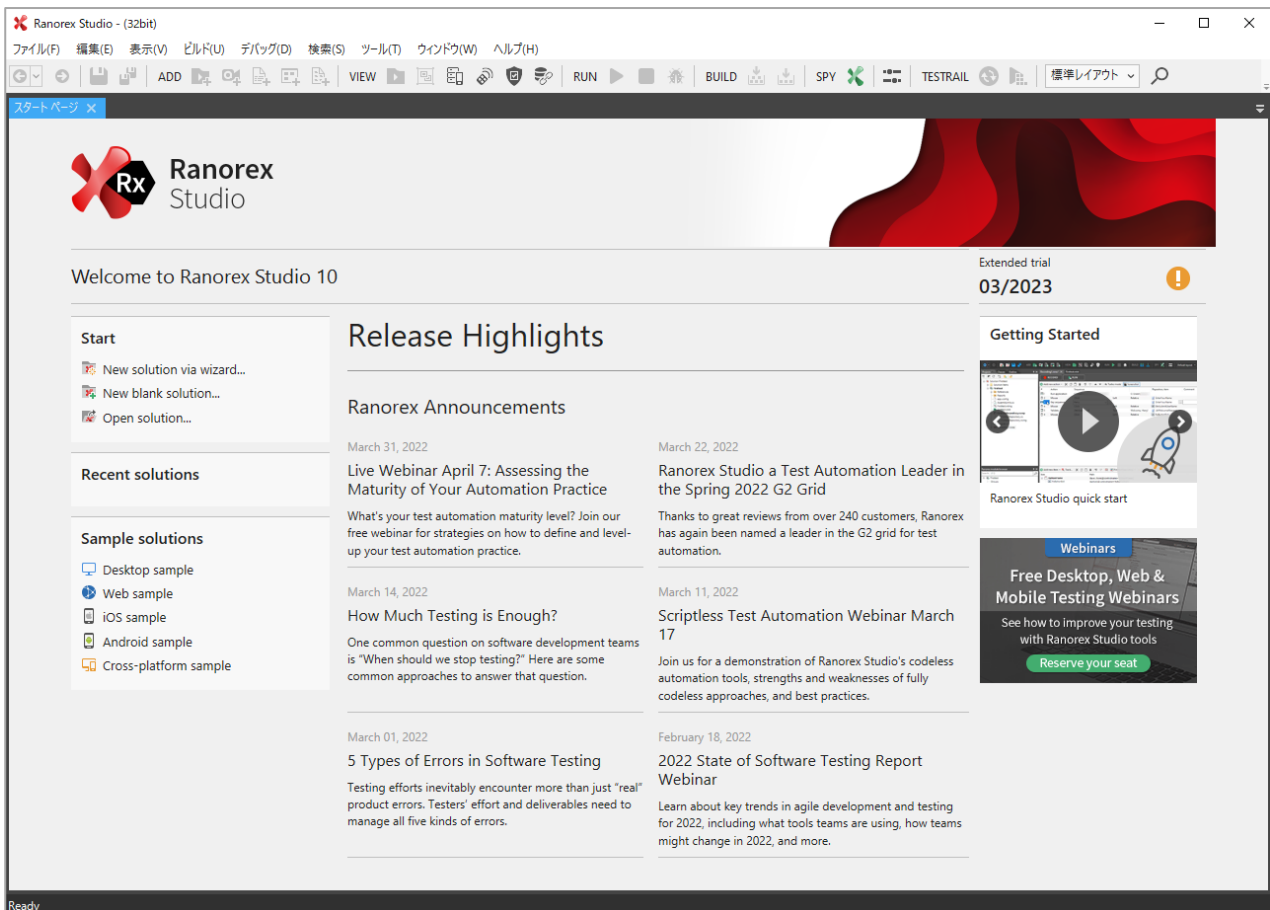 Ranorex Studio - (32bit)
ファイル(F) 編集(E) 表示(V) ビルド(U) デバッグ(D) 検索(S) ツール(T) ウィンドウ(W) ヘルプ(H)
ADD VIEW RUN BUILD SPY TESTRAIL 標準レイアウト
スタート ページ
Rx
Ranorex
Studio
Welcome to Ranorex Studio 10
Extended trial
03/2023
Start
New solution via wizard...
New blank solution...
Open solution...
Recent solutions
Sample solutions
Desktop sample
Web sample
iOS sample
Android sample
Cross-platform sample
Release Highlights
Ranorex Announcements
March 31, 2022
Live Webinar April 7: Assessing the
Maturity of Your Automation Practice
What's your test automation maturity level? Join our
free webinar for strategies on how to define and level-
up your test automation practice.
March 22, 2022
Ranorex Studio a Test Automation Leader in
the Spring 2022 G2 Grid
Thanks to great reviews from over 240 customers, Ranorex
has again been named a leader in the G2 grid for test
automation.
March 14, 2022
How Much Testing is Enough?
One common question on software development teams
is “When should we stop testing?” Here are some
common approaches to answer that question.
March 11, 2022
Scriptless Test Automation Webinar March
17
Join us for a demonstration of Ranorex Studio's codeless
automation tools, strengths and weaknesses of fully
codeless approaches, and best practices.
March 01, 2022
5 Types of Errors in Software Testing
Testing efforts inevitably encounter more than just “real”
product errors. Testers’ effort and deliverables need to
manage all five kinds of errors.
February 18, 2022
2022 State of Software Testing Report
Webinar
Learn about key trends in agile development and testing
for 2022, including what tools teams are using, how teams
might change in 2022, and more.
Getting Started
Ranorex Studio quick start
Webinars
Free Desktop, Web &
Mobile Testing Webinars
See how to improve your testing
with Ranorex Studio tools
Reserve your seat
Ready